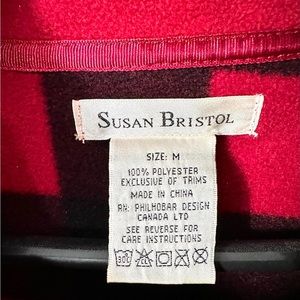 SUSAN BRISTOL
SIZE: M
100% POLYESTER
EXCLUSIVE OF TRIMS
MADE IN CHINA
RN: PHILHOBAR DESIGN
CANADA LTD
SEE REVERSE FOR
CARE INSTRUCTIONS